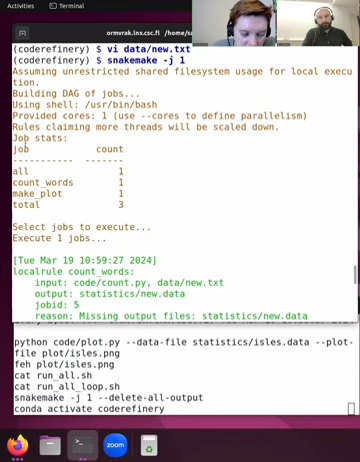 Activities
Terminal
ormvrak.lnx.csc.fi /home/sa
(coderefinery) $ vi data/new.txt
(coderefinery) $ snakemake -j 1
Assuming unrestricted shared filesystem usage for local execu
tion.
Building DAG of jobs...
Using shell: /usr/bin/bash
Provided cores: 1 (use --cores to define parallelism)
Rules claiming more threads will be scaled down.
Job stats:
job count
----------- -------
all 1
count_words 1
make_plot 1
total 3
Select jobs to execute...
Execute 1 jobs...
[Tue Mar 19 10:59:27 2024]
localrule count_words:
input: code/count.py, data/new.txt
output: statistics/new.data
jobid: 5
reason: Missing output files: statistics/new.data
python code/plot.py --data-file statistics/isles.data --plot-
file plot/isles.png
feh plot/isles.png
cat run_all.sh
cat run_all_loop.sh
snakemake -j 1 --delete-all-output
conda activate coderefinery
zoom